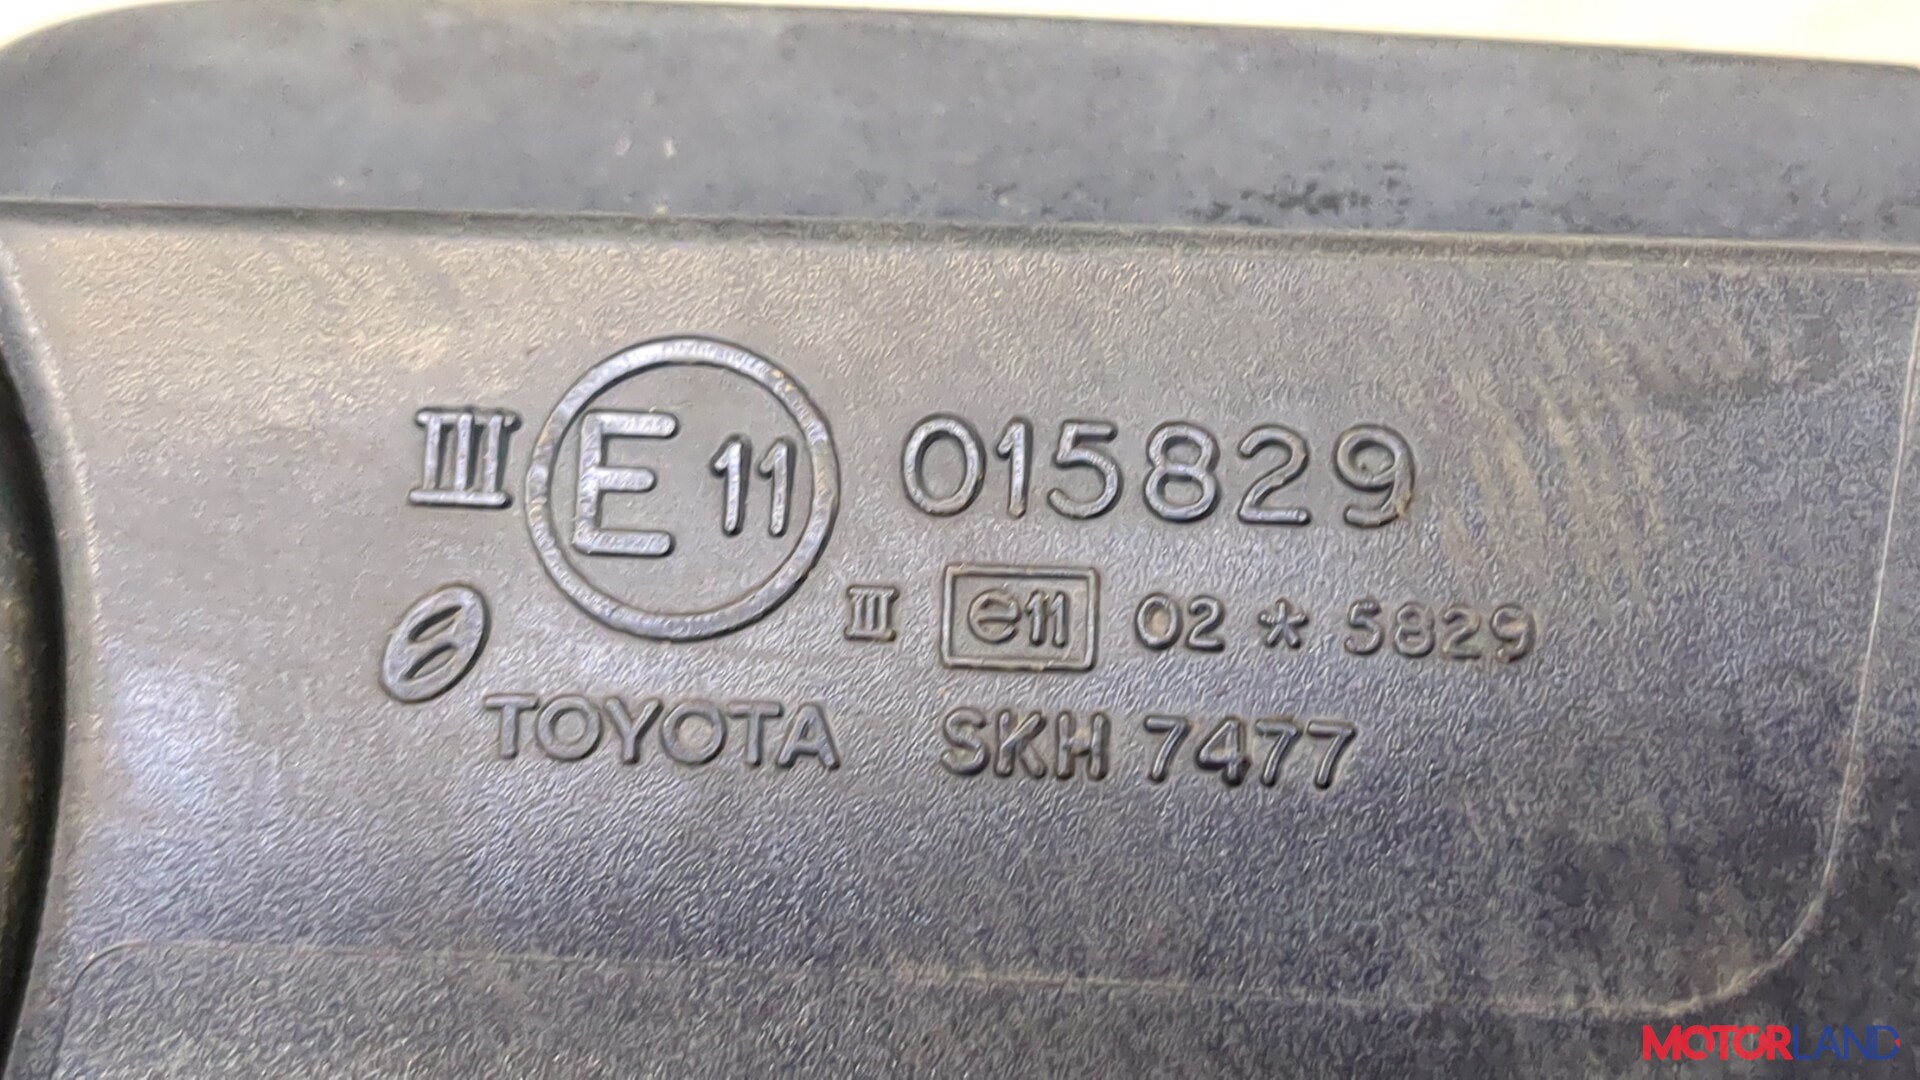 III E 11 015829
III e11 02 * 5829
TOYOTA SKH 7477
MOTORLAND